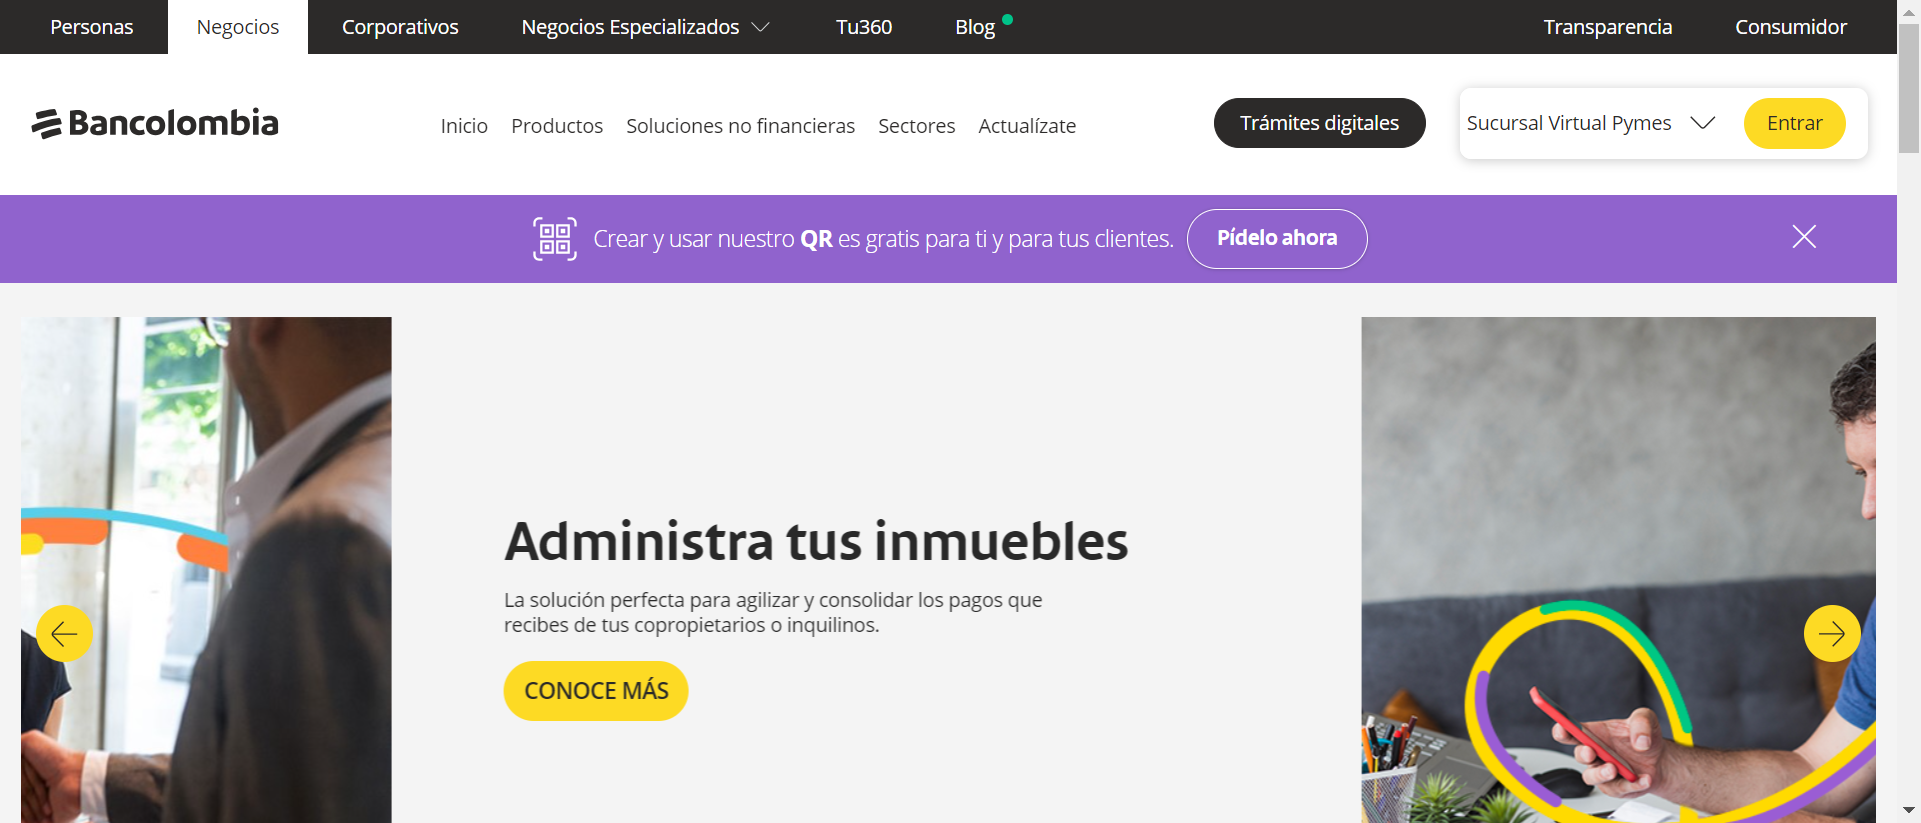 Personas
Negocios
Corporativos
Negocios Especializados
Tu360
Blog
Transparencia
Consumidor
Bancolombia
Inicio
Productos
Soluciones no financieras
Sectores
Actualízate
Trámites digitales
Sucursal Virtual Pymes
Entrar
Crear y usar nuestro QR es gratis para ti y para tus clientes.
Pídelo ahora
Administra tus inmuebles
La solución perfecta para agilizar y consolidar los pagos que
recibes de tus copropietarios o inquilinos.
CONOCE MÁS